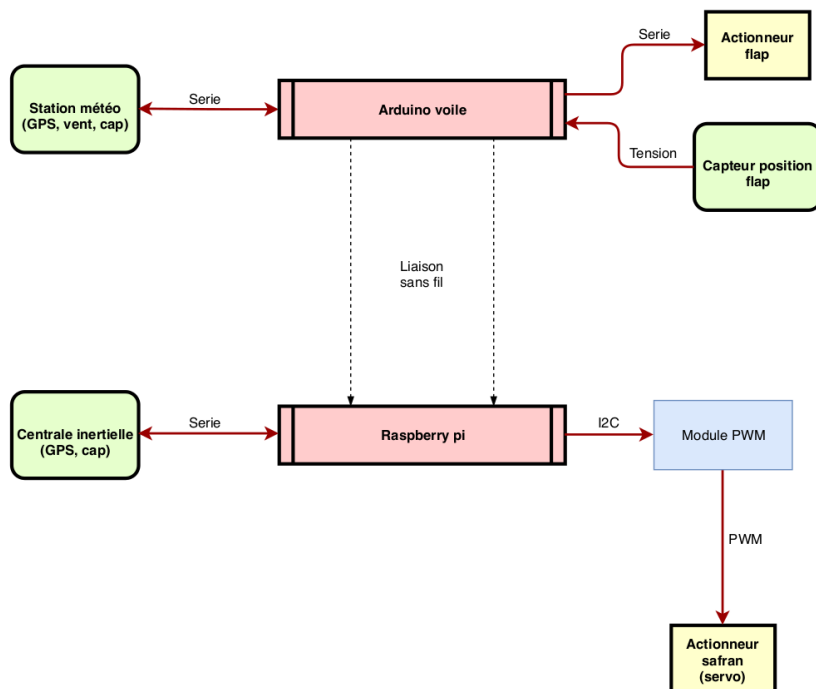 Serie
Actionneur
flap
Station météo
(GPS, vent, cap)
Serie
Arduino voile
Tension
Capteur position
flap
Liaison
sans fil
Centrale inertielle
(GPS, cap)
Serie
Raspberry pi
I2C
Module PWM
PWM
Actionneur
safran
(servo)